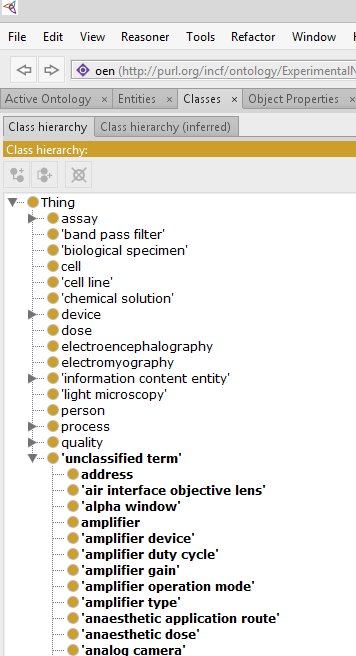 File Edit View Reasoner Tools Refactor Window
oen (http://purl.org/incf/ontology/ExperimentalN
Active Ontology × Entities × Classes × Object Properties ×
Class hierarchy Class hierarchy (inferred)
Class hierarchy:
Thing
assay
'band pass filter'
'biological specimen'
cell
'cell line'
'chemical solution'
device
dose
electroencephalography
electromyography
'information content entity'
'light microscopy'
person
process
quality
'unclassified term'
address
'air interface objective lens'
'alpha window'
amplifier
'amplifier device'
'amplifier duty cycle'
'amplifier gain'
'amplifier operation mode'
'amplifier type'
'anaesthetic application route'
'anaesthetic dose'
'analog camera'